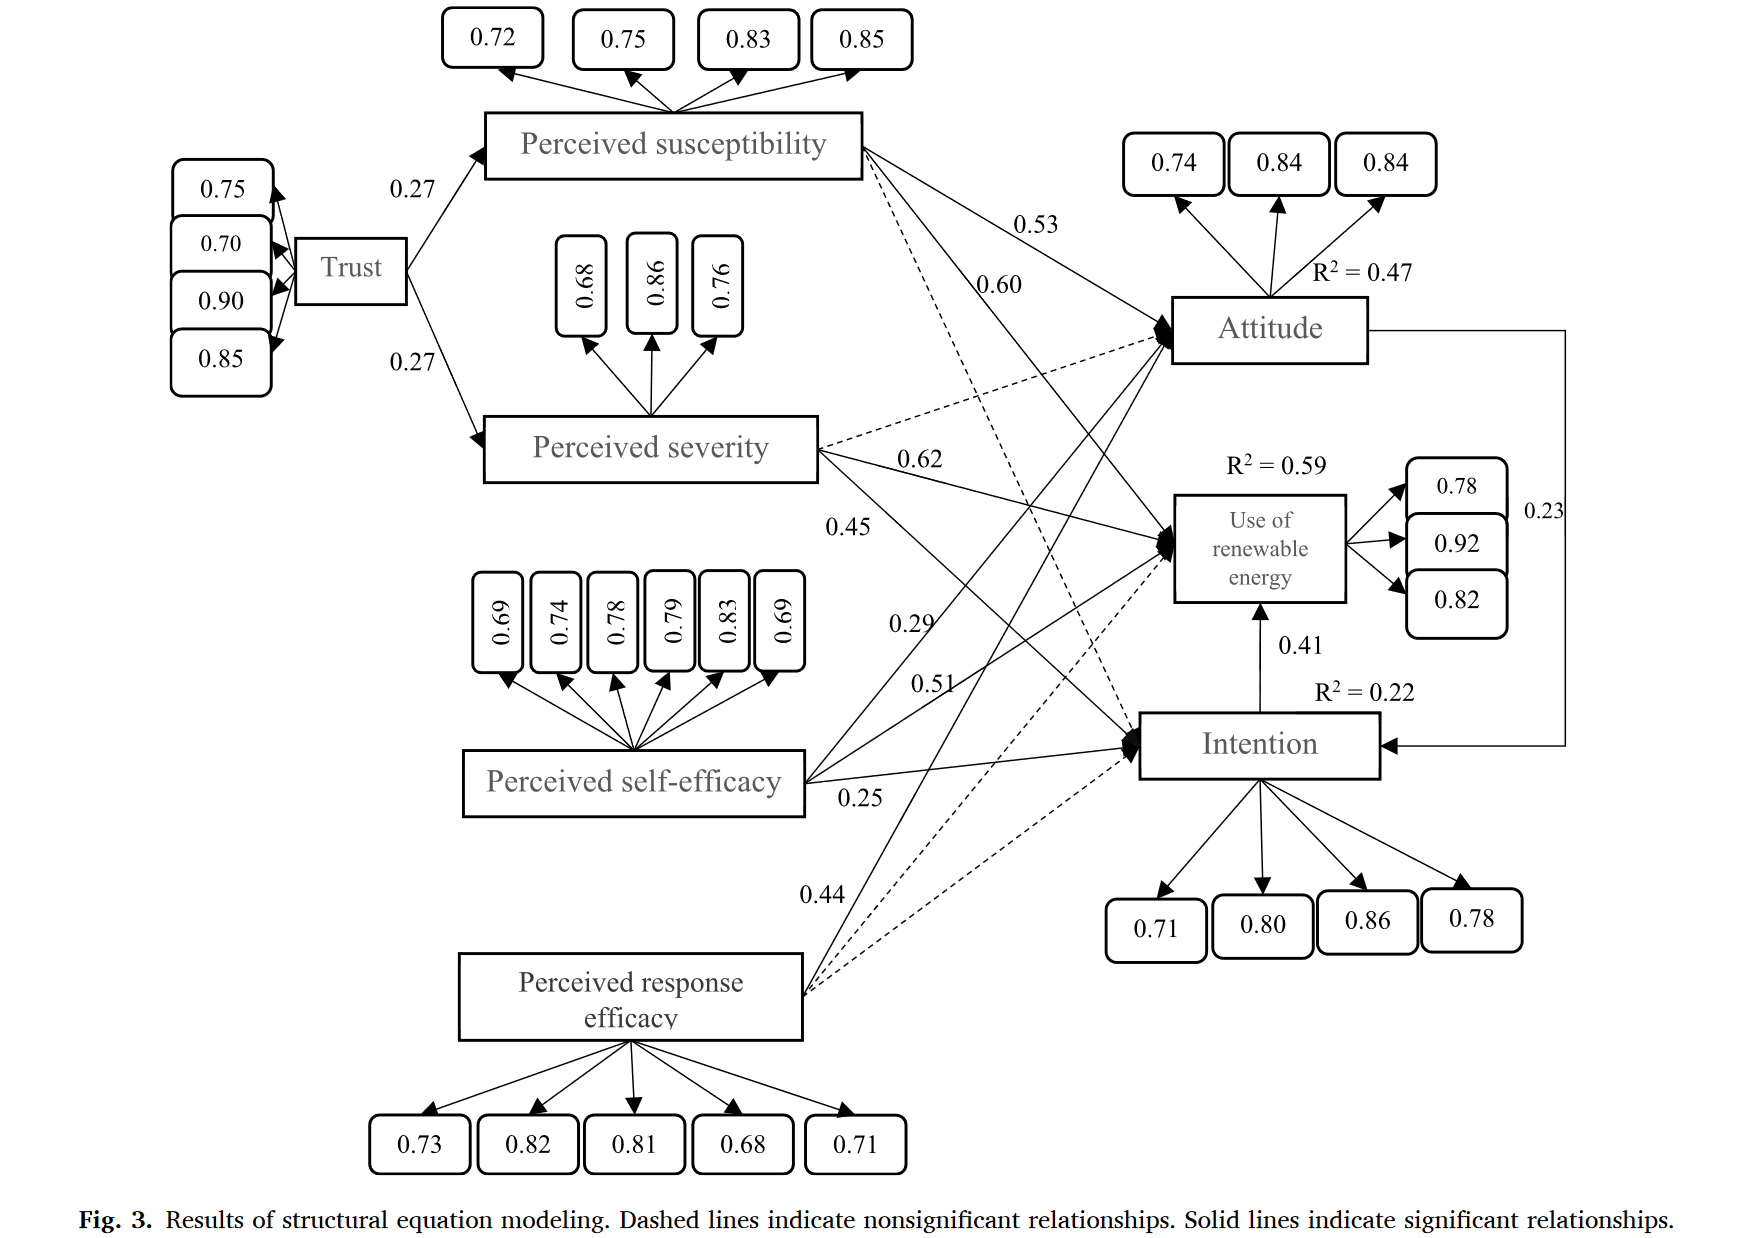 0.72
0.75
0.83
0.85
Perceived susceptibility
0.75
0.70
0.90
0.85
Trust
0.27
0.27
0.68
0.86
0.76
Perceived severity
0.53
0.60
0.62
0.45
0.74
0.84
0.84
R² = 0.47
Attitude
R² = 0.59
Use of
renewable
energy
0.78
0.92
0.82
0.23
0.41
R² = 0.22
Intention
0.69
0.74
0.78
0.79
0.83
0.69
Perceived self-efficacy
0.29
0.51
0.25
0.44
0.71
0.80
0.86
0.78
Perceived response
efficacy
0.73
0.82
0.81
0.68
0.71
Fig. 3. Results of structural equation modeling. Dashed lines indicate nonsignificant relationships. Solid lines indicate significant relationships.